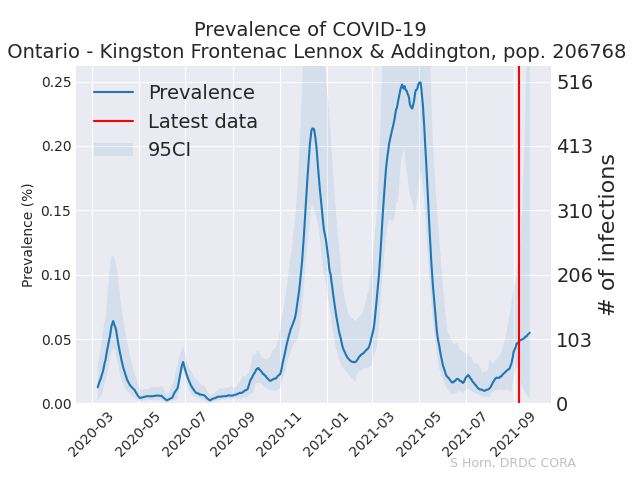 Prevalence of COVID-19
Ontario - Kingston Frontenac Lennox & Addington, pop. 206768
Prevalence
Latest data
95CI
Prevalence (%)
0.25
0.20
0.15
0.10
0.05
0.00
516
413
310
206
103
0
# of infections
2020-03
2020-05
2020-07
2020-09
2020-11
2021-01
2021-03
2021-05
2021-07
2021-09
S Horn, DRDC CORA